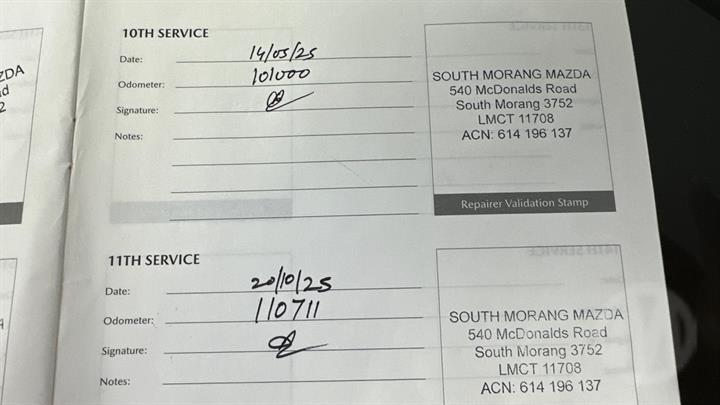 10TH SERVICE
Date: 14/05/25
Odometer: 101000
Signature:
Notes:
SOUTH MORANG MAZDA
540 McDonalds Road
South Morang 3752
LMCT 11708
ACN: 614 196 137
Repairer Validation Stamp
11TH SERVICE
Date: 20/10/25
Odometer: 110711
Signature:
Notes:
SOUTH MORANG MAZDA
540 McDonalds Road
South Morang 3752
LMCT 11708
ACN: 614 196 137